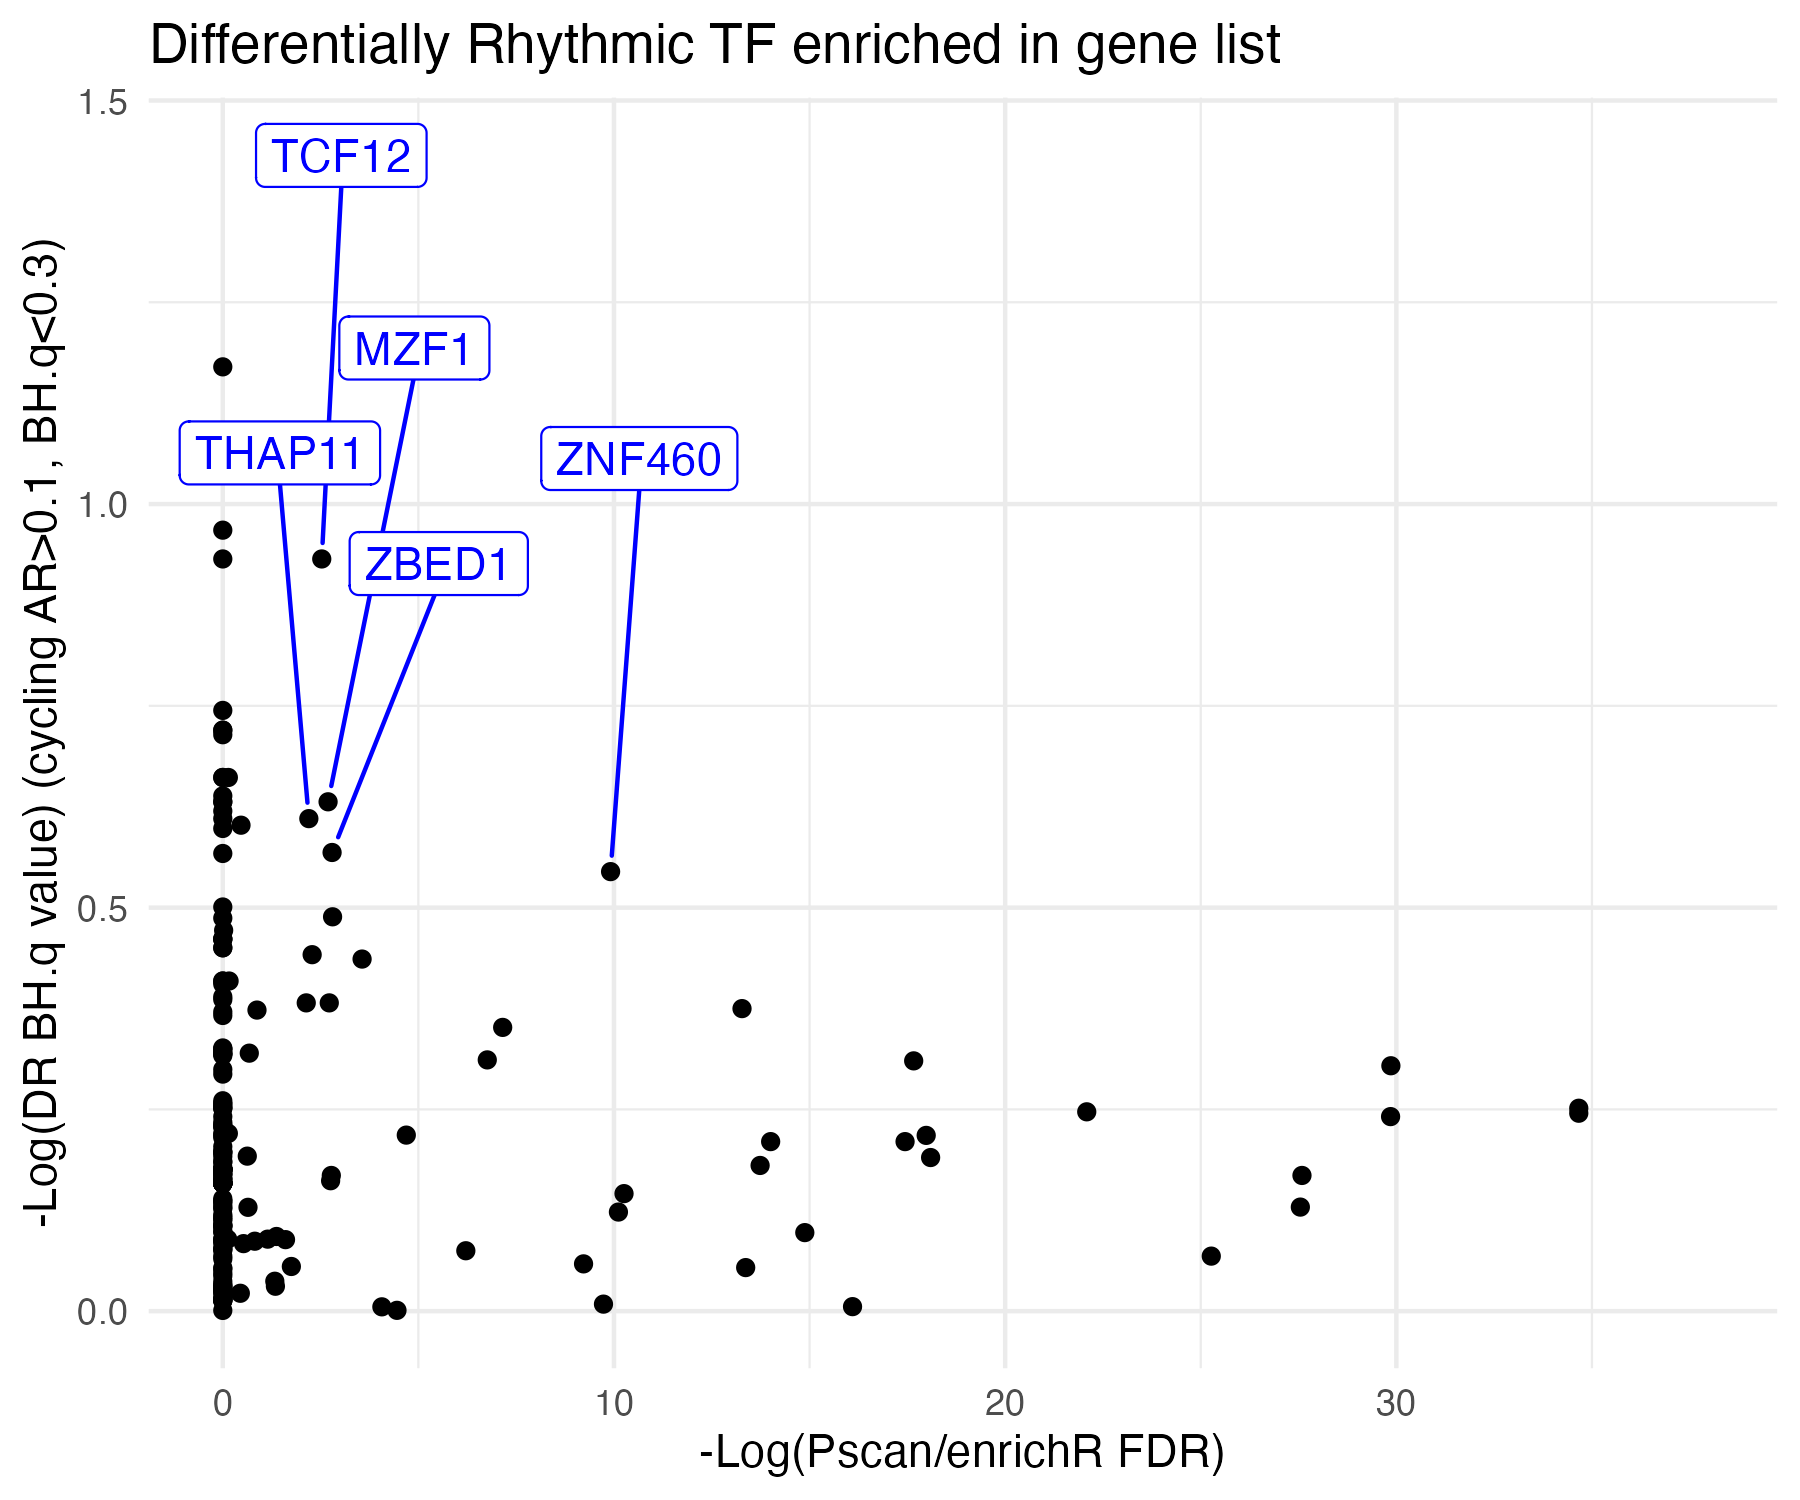 Differentially Rhythmic TF enriched in gene list
-Log(DR BH.q value) (cycling AR>0.1, BH.q<0.3)
1.5
1.0
0.5
0.0
TCF12
MZF1
THAP11
ZNF460
ZBED1
0
10
20
30
-Log(Pscan/enrichR FDR)